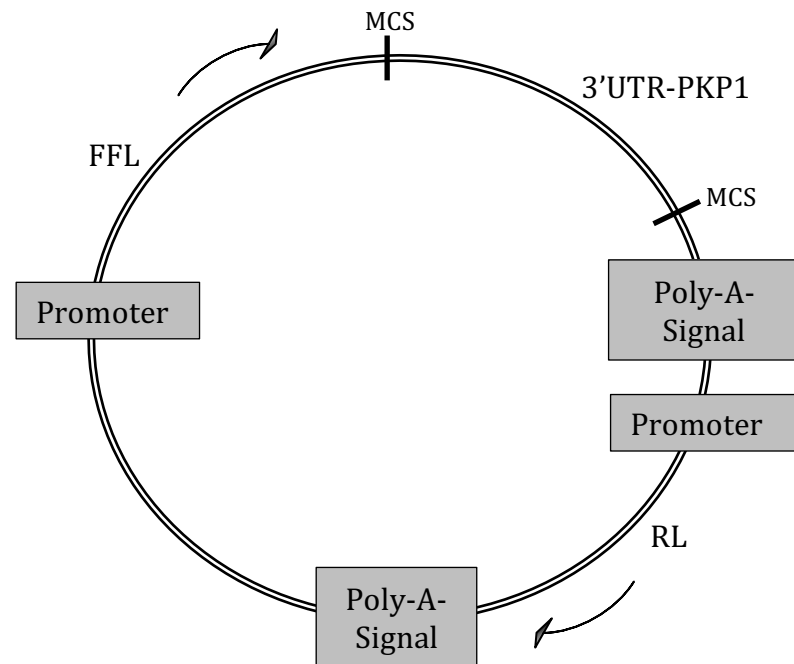 MCS
3'UTR-PKP1
FFL
MCS
Poly-A-
Signal
Promoter
Promoter
RL
Poly-A-
Signal